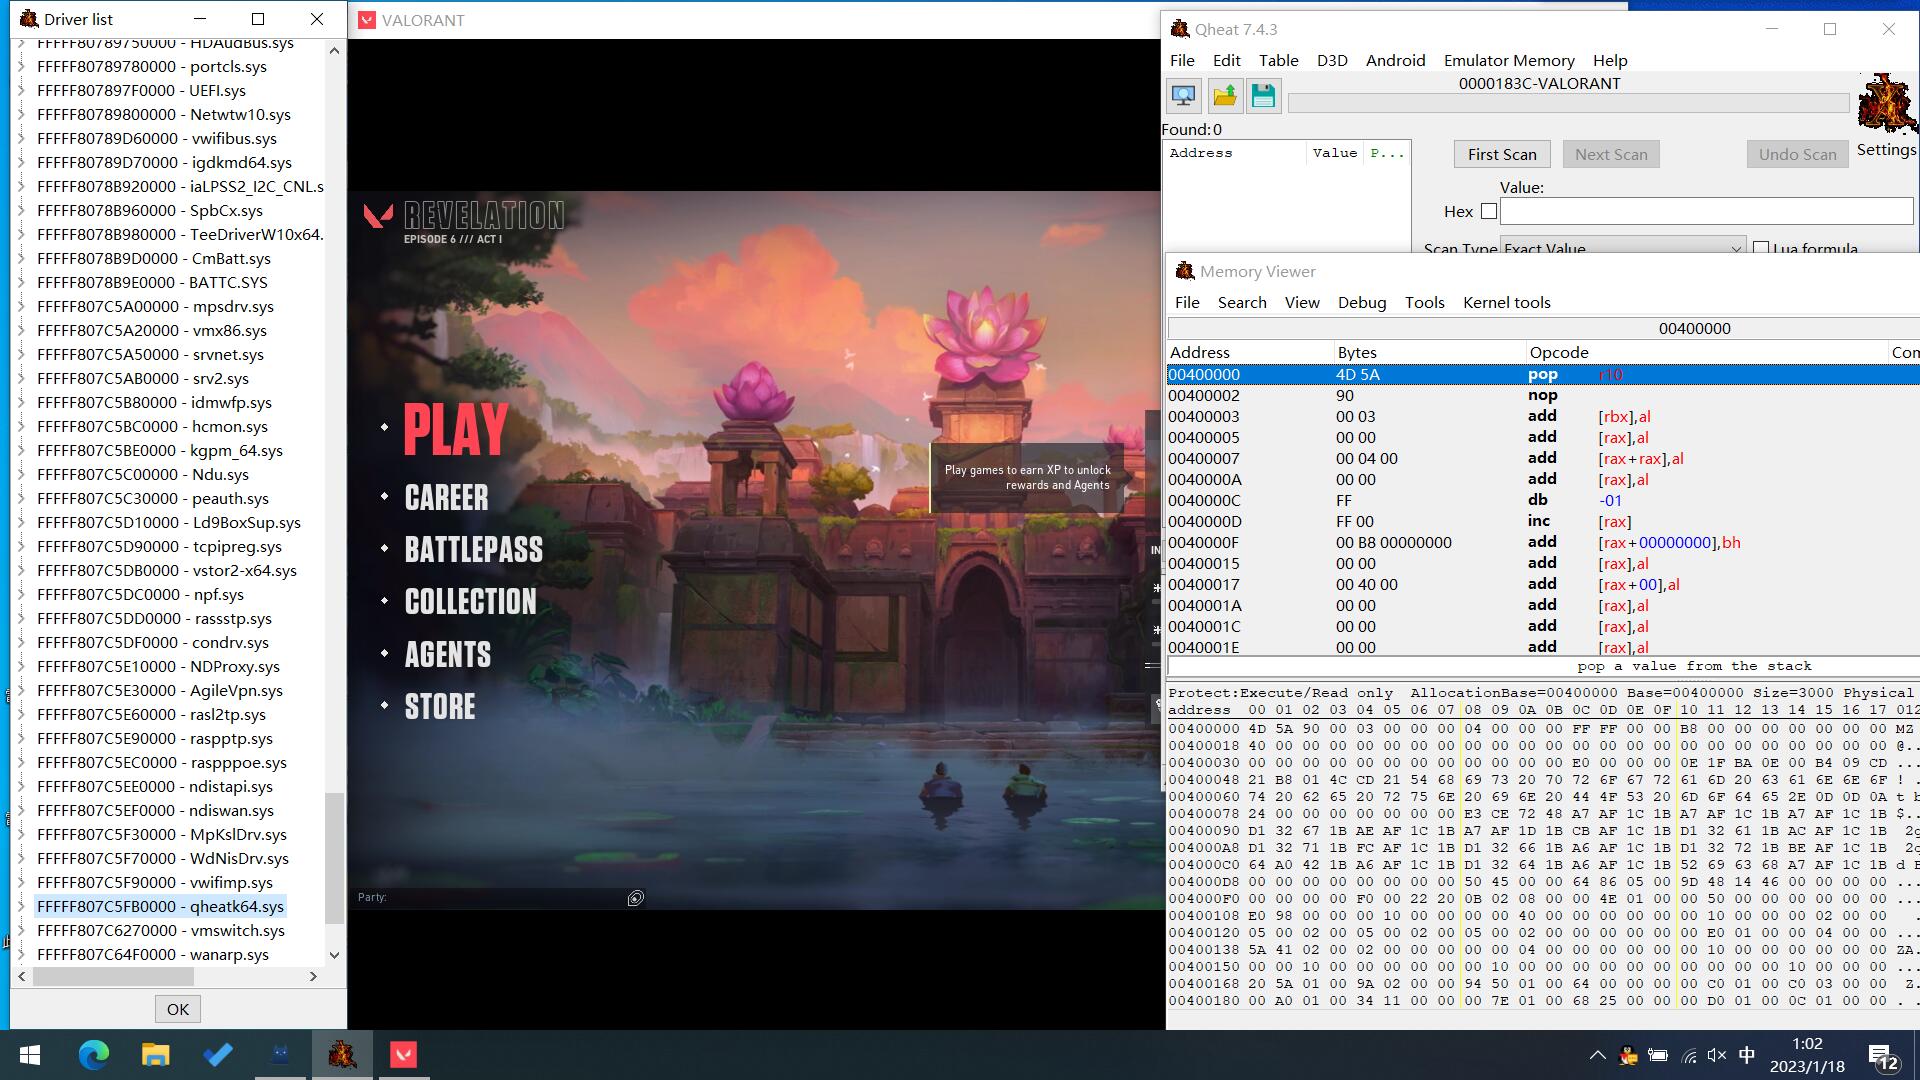 Driver list
FFFFF80789750000 - HDAudBus.sys
FFFFF80789780000 - portcls.sys
FFFFF807897F0000 - UEFI.sys
FFFFF80789800000 - Netwtw10.sys
FFFFF80789D60000 - vwifibus.sys
FFFFF80789D70000 - igdkmd64.sys
FFFFF8078B920000 - iaLPSS2_I2C_CNL.s
FFFFF8078B960000 - SpbCx.sys
FFFFF8078B980000 - TeeDriverW10x64.
FFFFF8078B9D0000 - CmBatt.sys
FFFFF8078B9E0000 - BATTC.SYS
FFFFF807C5A00000 - mpsdrv.sys
FFFFF807C5A20000 - vmx86.sys
FFFFF807C5A50000 - srvnet.sys
FFFFF807C5AB0000 - srv2.sys
FFFFF807C5B80000 - idmwfp.sys
FFFFF807C5BC0000 - hcmon.sys
FFFFF807C5BE0000 - kgpm_64.sys
FFFFF807C5C00000 - Ndu.sys
FFFFF807C5C30000 - peauth.sys
FFFFF807C5D10000 - Ld9BoxSup.sys
FFFFF807C5D90000 - tcpipreg.sys
FFFFF807C5DB0000 - vstor2-x64.sys
FFFFF807C5DC0000 - npf.sys
FFFFF807C5DD0000 - rassstp.sys
FFFFF807C5DF0000 - condrv.sys
FFFFF807C5E10000 - NDProxy.sys
FFFFF807C5E30000 - AgileVpn.sys
FFFFF807C5E60000 - rasl2tp.sys
FFFFF807C5E90000 - raspptp.sys
FFFFF807C5EC0000 - raspppoe.sys
FFFFF807C5EE0000 - ndistapi.sys
FFFFF807C5EF0000 - ndiswan.sys
FFFFF807C5F30000 - MpKslDrv.sys
FFFFF807C5F70000 - WdNisDrv.sys
FFFFF807C5F90000 - vwifimp.sys
FFFFF807C5FB0000 - qheatk64.sys
FFFFF807C6270000 - vmswitch.sys
FFFFF807C64F0000 - wanarp.sys
OK
VALORANT
REVELATION
EPISODE 6 /// ACT I
PLAY
CAREER
BATTLEPASS
COLLECTION
AGENTS
STORE
Play games to earn XP to unlock
rewards and Agents
IN
Party:
Qheat 7.4.3
File Edit Table D3D Android Emulator Memory Help
0000183C-VALORANT
Found:0
Address Value P...
First Scan Next Scan Undo Scan Settings
Value:
Hex
Scan Type Exact Value Lua formula
Memory Viewer
File Search View Debug Tools Kernel tools
00400000
Address Bytes Opcode Com
00400000 4D 5A pop r10
00400002 90 nop
00400003 00 03 add [rbx],al
00400005 00 00 add [rax],al
00400007 00 04 00 add [rax+rax],al
0040000A 00 00 add [rax],al
0040000C FF db -01
0040000D FF 00 inc [rax]
0040000F 00 B8 00000000 add [rax+00000000],bh
00400015 00 00 add [rax],al
00400017 00 40 00 add [rax+00],al
0040001A 00 00 add [rax],al
0040001C 00 00 add [rax],al
0040001E 00 00 add [rax],al
pop a value from the stack
Protect:Execute/Read only AllocationBase=00400000 Base=00400000 Size=3000 Physical
address 00 01 02 03 04 05 06 07 08 09 0A 0B 0C 0D 0E 0F 10 11 12 13 14 15 16 17 012
00400000 4D 5A 90 00 03 00 00 00 04 00 00 00 FF FF 00 00 B8 00 00 00 00 00 00 00 MZ
00400018 40 00 00 00 00 00 00 00 00 00 00 00 00 00 00 00 00 00 00 00 00 00 00 00 @..
00400030 00 00 00 00 00 00 00 00 00 00 00 00 E0 00 00 00 0E 1F BA 0E 00 B4 09 CD ...
00400048 21 B8 01 4C CD 21 54 68 69 73 20 70 72 6F 67 72 61 6D 20 63 61 6E 6E 6F ! .
00400060 74 20 62 65 20 72 75 6E 20 69 6E 20 44 4F 53 20 6D 6F 64 65 2E 0D 0D 0A t b
00400078 24 00 00 00 00 00 00 00 E3 CE 72 48 A7 AF 1C 1B A7 AF 1C 1B A7 AF 1C 1B $..
00400090 D1 32 67 1B AE AF 1C 1B A7 AF 1D 1B CB AF 1C 1B D1 32 61 1B AC AF 1C 1B 2g
004000A8 D1 32 71 1B FC AF 1C 1B D1 32 66 1B A6 AF 1C 1B D1 32 72 1B BE AF 1C 1B 2q
004000C0 64 A0 42 1B A6 AF 1C 1B D1 32 64 1B A6 AF 1C 1B 52 69 63 68 A7 AF 1C 1B d B
004000D8 00 00 00 00 00 00 00 00 50 45 00 00 64 86 05 00 9D 48 14 46 00 00 00 00 ...
004000F0 00 00 00 00 F0 00 22 20 0B 02 08 00 00 4E 01 00 00 50 00 00 00 00 00 00 ...
00400108 E0 98 00 00 00 10 00 00 00 00 40 00 00 00 00 00 00 10 00 00 00 02 00 00 ..
00400120 05 00 02 00 05 00 02 00 05 00 02 00 00 00 00 00 00 E0 01 00 00 04 00 00 ...
00400138 5A 41 02 00 02 00 00 00 00 00 04 00 00 00 00 00 00 10 00 00 00 00 00 00 ZA.
00400150 00 00 10 00 00 00 00 00 00 10 00 00 00 00 00 00 00 00 00 00 10 00 00 00 ...
00400168 20 5A 01 00 9A 02 00 00 94 50 01 00 64 00 00 00 00 C0 01 00 C0 03 00 00 Z.
00400180 00 A0 01 00 34 11 00 00 00 7E 01 00 68 25 00 00 00 D0 01 00 0C 01 00 00 . .
中
1:02
2023/1/18
12